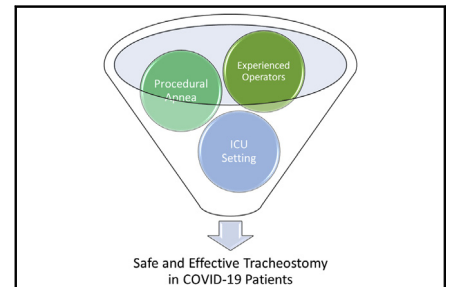 Procedural
Apnea
Experienced
Operators
ICU
Setting
Safe and Effective Tracheostomy
in COVID-19 Patients